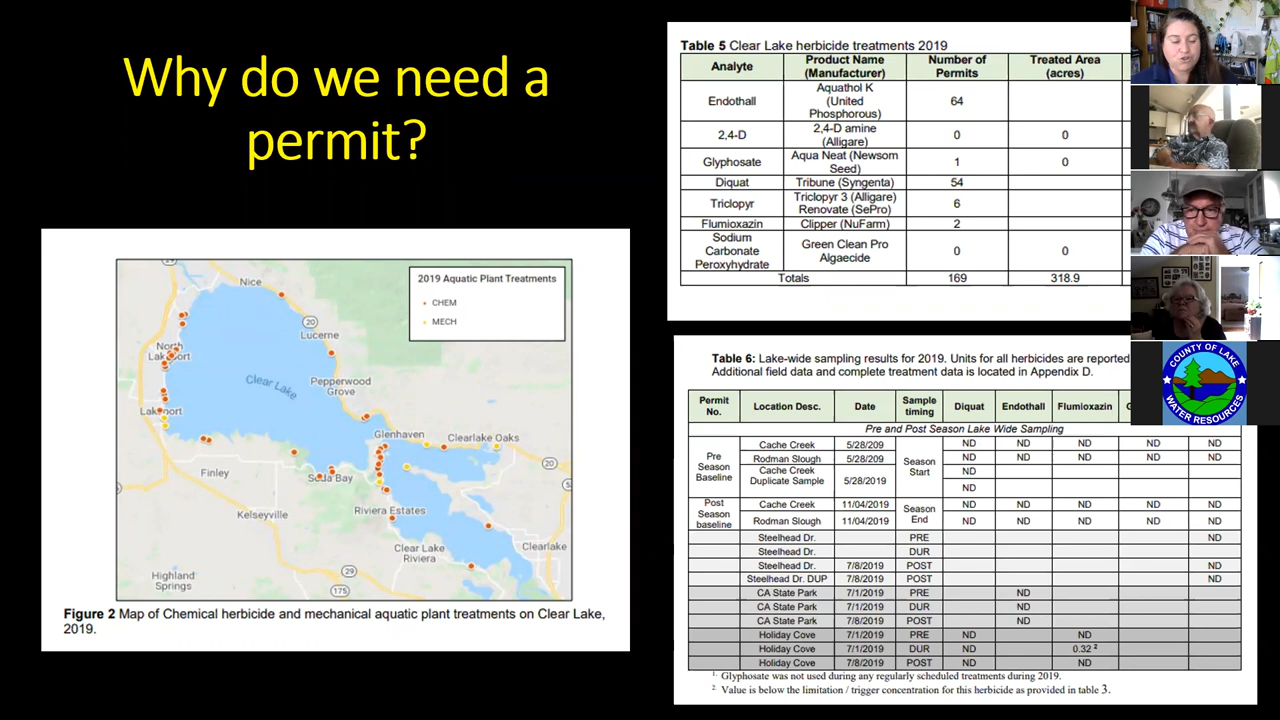 Why do we need a
permit?
2019 Aquatic Plant Treatments
CHEM
MECH
Nice
20
Lucerne
North
Lakeport
Clear Lake
Pepperwood
Grove
Lakeport
Glenhaven
Clearlake Oaks
20
Finley
Soda Bay
Kelseyville
Riviera Estates
Clear Lake
Riviera
Clearlake
29
Highland
Springs
175
Figure 2 Map of Chemical herbicide and mechanical aquatic plant treatments on Clear Lake,
2019.
Table 5 Clear Lake herbicide treatments 2019
Analyte Product Name (Manufacturer) Number of Permits Treated Area (acres)
Endothall Aquathol K (United Phosphorous) 64
2,4-D 2,4-D amine (Alligare) 0 0
Glyphosate Aqua Neat (Newsom Seed) 1 0
Diquat Tribune (Syngenta) 54
Triclopyr Triclopyr 3 (Alligare) Renovate (SePro) 6
Flumioxazin Clipper (NuFarm) 2
Sodium Carbonate Peroxyhydrate Green Clean Pro Algaecide 0 0
Totals 169 318.9
Table 6: Lake-wide sampling results for 2019. Units for all herbicides are reported
Additional field data and complete treatment data is located in Appendix D.
Permit No. Location Desc. Date Sample timing Diquat Endothall Flumioxazin
Pre and Post Season Lake Wide Sampling
Pre Season Baseline Cache Creek 5/28/209 Season Start ND ND ND ND ND
Rodman Slough 5/28/209 ND ND ND ND ND
Cache Creek Duplicate Sample 5/28/2019 ND
ND
Post Season baseline Cache Creek 11/04/2019 Season End ND ND ND ND ND
Rodman Slough 11/04/2019 ND ND ND ND ND
Steelhead Dr. PRE ND
Steelhead Dr. DUR
Steelhead Dr. 7/8/2019 POST ND
Steelhead Dr. DUP 7/8/2019 POST ND
CA State Park 7/1/2019 PRE ND
CA State Park 7/1/2019 DUR ND
CA State Park 7/8/2019 POST ND
Holiday Cove 7/1/2019 PRE ND ND
Holiday Cove 7/1/2019 DUR ND 0.32 2
Holiday Cove 7/8/2019 POST ND ND
1. Glyphosate was not used during any regularly scheduled treatments during 2019.
2. Value is below the limitation / trigger concentration for this herbicide as provided in table 3.
COUNTY OF LAKE
WATER RESOURCES